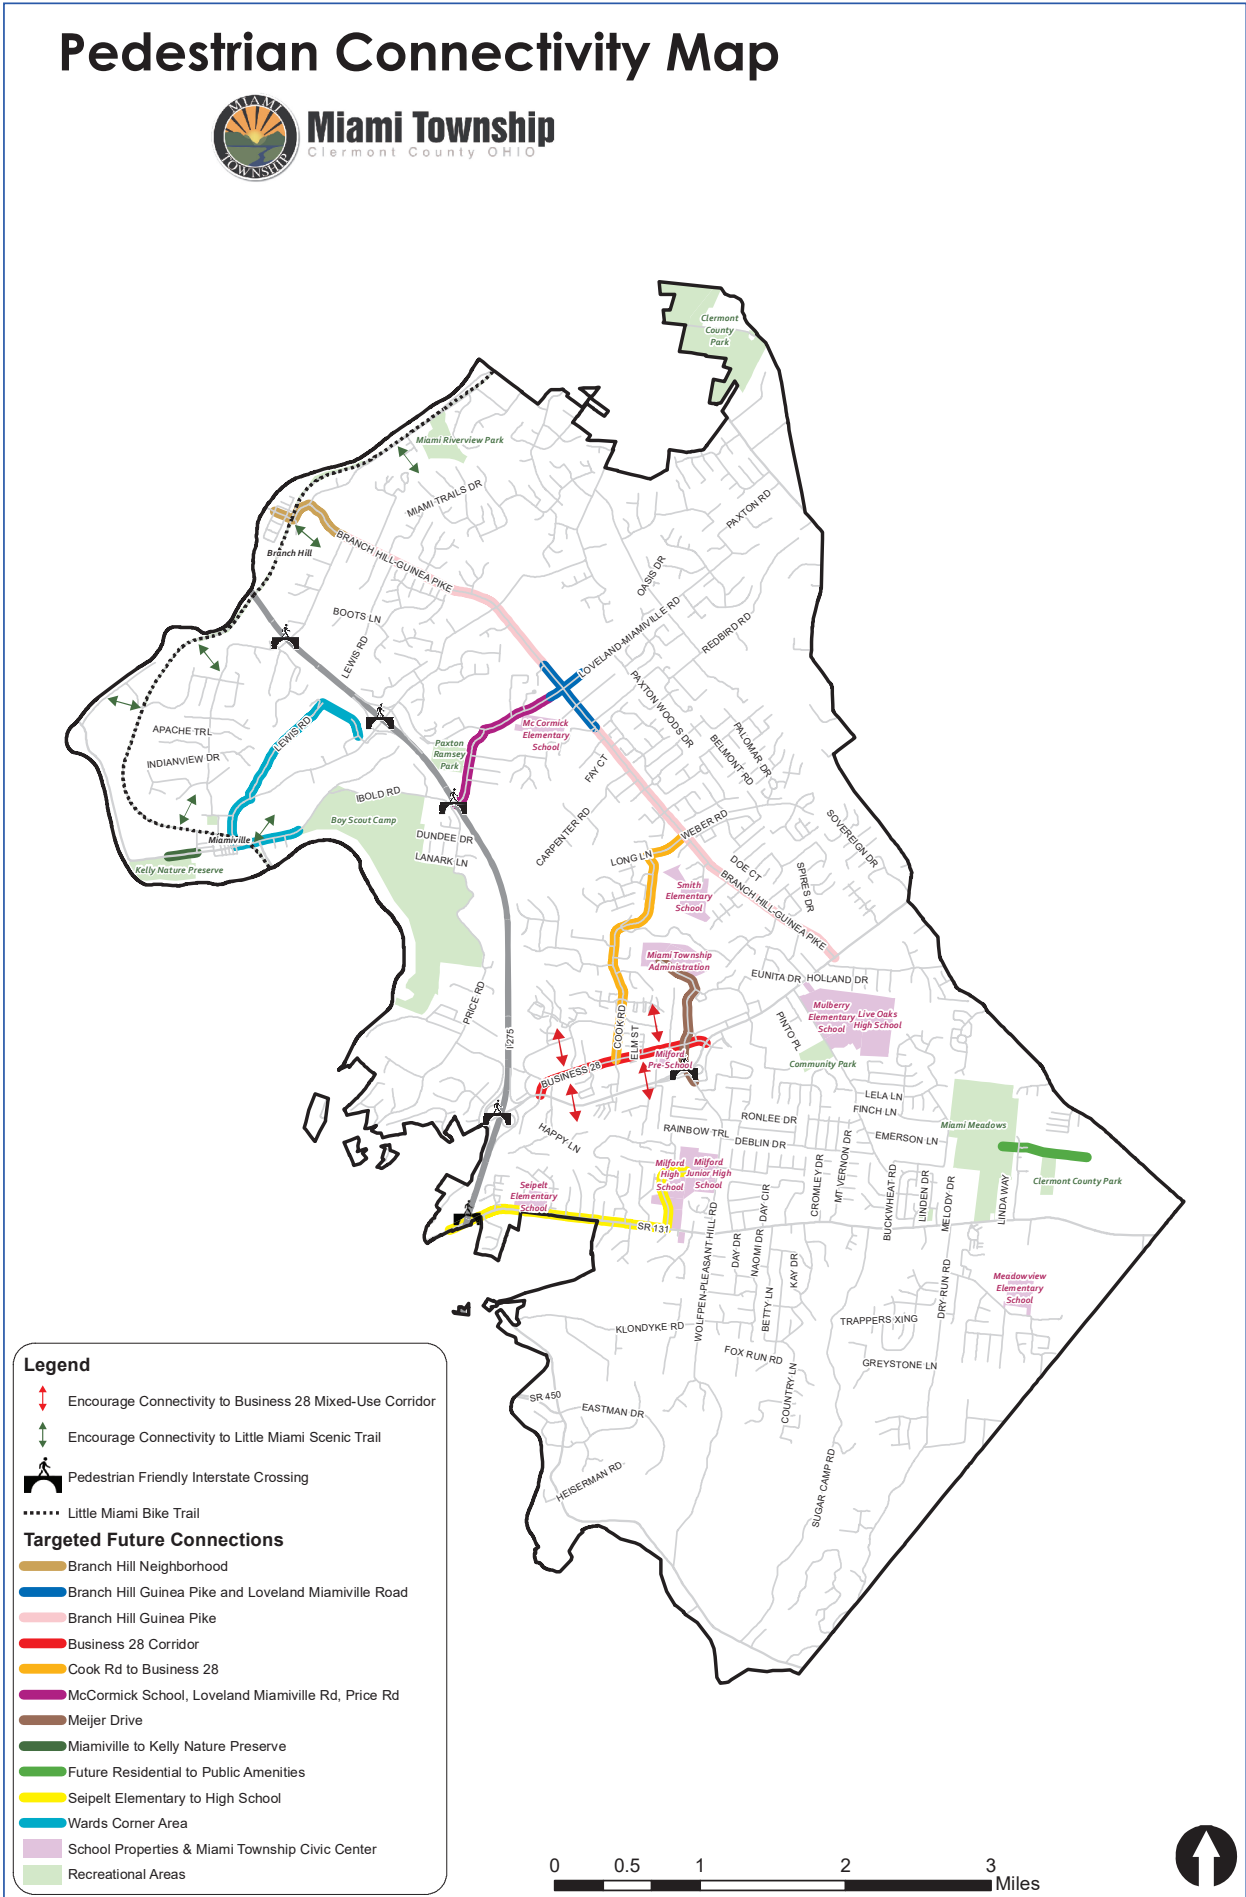 Pedestrian Connectivity Map
MIAMI
TOWNSHIP
Miami Township
Clermont County OHIO
Clermont
County
Park
Miami Riverview Park
MIAMI TRAILS DR
PAXTON RD
Branch Hill
BRANCH HILL-GUINEA PIKE
OASIS DR
BOOTS LN
LEWIS RD
LOVELAND-MIAMIVILLE RD
REDBIRD RD
PAXTON WOODS DR
APACHE TRL
LEWIS RD
INDIANVIEW DR
Mc Cormick
Elementary
School
Paxton
Ramsey
Park
PALOMAR DR
BELMONT RD
FAY CT
IBOLD RD
Boy Scout Camp
DUNDEE DR
LANARK LN
CARPENTER RD
WEBER RD
SOVEREIGN DR
Miamiville
Kelly Nature Preserve
LONG LN
DOE CT
SPIRES DR
Smith
Elementary
School
BRANCH HILL-GUINEA PIKE
Miami Township
Administration
EUNITA DR
HOLLAND DR
PRICE RD
Mulberry
Elementary
School
Live Oaks
High School
PINTO PL
I 275
COOK RD
ELM ST
Milford
Pre-School
Community Park
BUSINESS 28
LELA LN
FINCH LN
RONLEE DR
HAPPY LN
RAINBOW TRL
DEBLIN DR
EMERSON LN
Miami Meadows
Milford
High
School
Milford
Junior High
School
MT VERNON DR
CROMLEY DR
Seipelt
Elementary
School
BUCKWHEAT RD
LINDEN DR
MELODY DR
LINDA WAY
Clermont County Park
SR 131
WOLFPEN-PLEASANT HILL RD
DAY CIR
DAY DR
NAOMI DR
KAY DR
BETTY LN
DRY RUN RD
Meadowview
Elementary
School
KLONDYKE RD
TRAPPERS XING
FOX RUN RD
GREYSTONE LN
COUNTRY LN
SR 450
EASTMAN DR
HEISERMAN RD
SUGAR CAMP RD
Legend
Encourage Connectivity to Business 28 Mixed-Use Corridor
Encourage Connectivity to Little Miami Scenic Trail
Pedestrian Friendly Interstate Crossing
Little Miami Bike Trail
Targeted Future Connections
Branch Hill Neighborhood
Branch Hill Guinea Pike and Loveland Miamiville Road
Branch Hill Guinea Pike
Business 28 Corridor
Cook Rd to Business 28
McCormick School, Loveland Miamiville Rd, Price Rd
Meijer Drive
Miamiville to Kelly Nature Preserve
Future Residential to Public Amenities
Seipelt Elementary to High School
Wards Corner Area
School Properties & Miami Township Civic Center
Recreational Areas
0 0.5 1 2 3
Miles